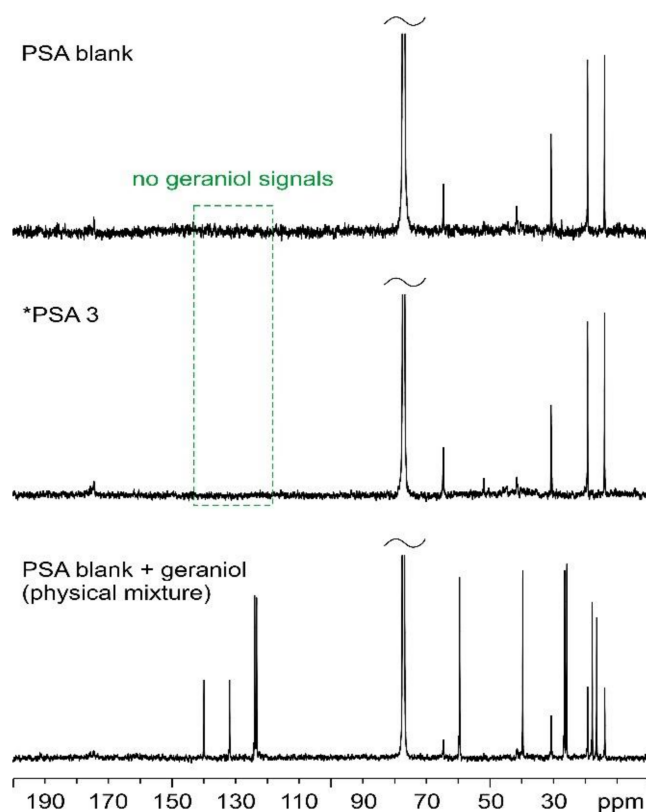 PSA blank
no geraniol signals
*PSA 3
PSA blank + geraniol
(physical mixture)
190 170 150 130 110 90 70 50 30 ppm